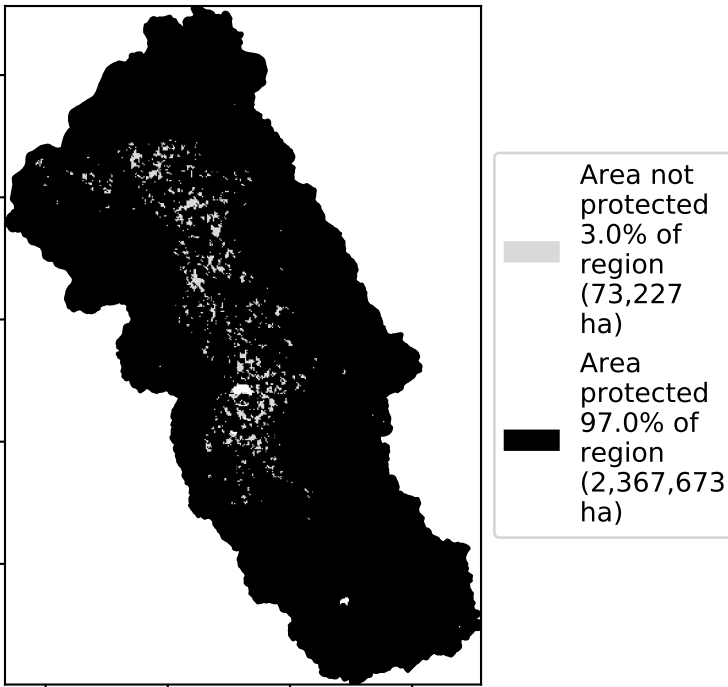 Area not
protected
3.0% of
region
(73,227
ha)
Area
protected
97.0% of
region
(2,367,673
ha)